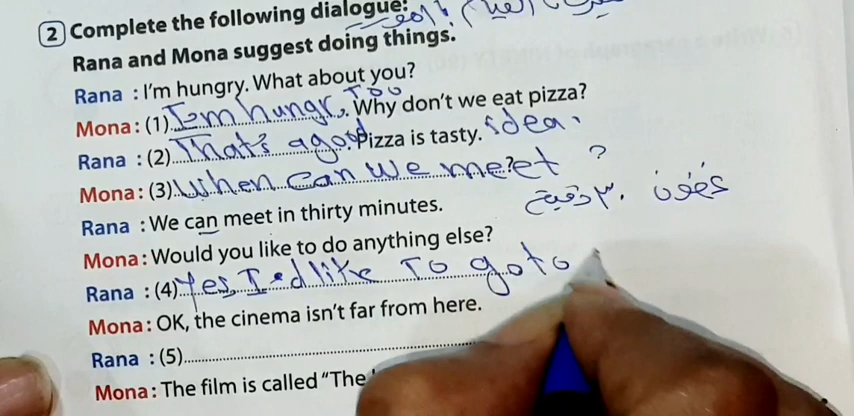 2 Complete the following dialogue:
Rana and Mona suggest doing things.
Rana : I'm hungry. What about you?
Mona: (1) I'm hungr, Too. Why don't we eat pizza?
Rana : (2) That's a good idea. Pizza is tasty.
Mona: (3) When can we meet ?
Rana : We can meet in thirty minutes.
٣٠ دقيقة
Mona: Would you like to do anything else?
Rana : (4) Yes, I'd like To go to
Mona: OK, the cinema isn't far from here.
Rana : (5)
Mona: The film is called “The